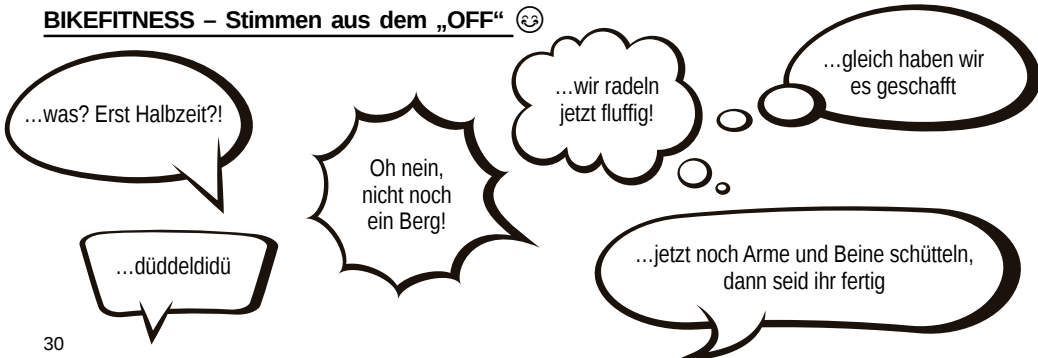 BIKEFITNESS – Stimmen aus dem „OFF“ 😊
…was? Erst Halbzeit?!
Oh nein,
nicht noch
ein Berg!
…wir radeln
jetzt fluffig!
…gleich haben wir
es geschafft
…düddeldidü
…jetzt noch Arme und Beine schütteln,
dann seid ihr fertig
30